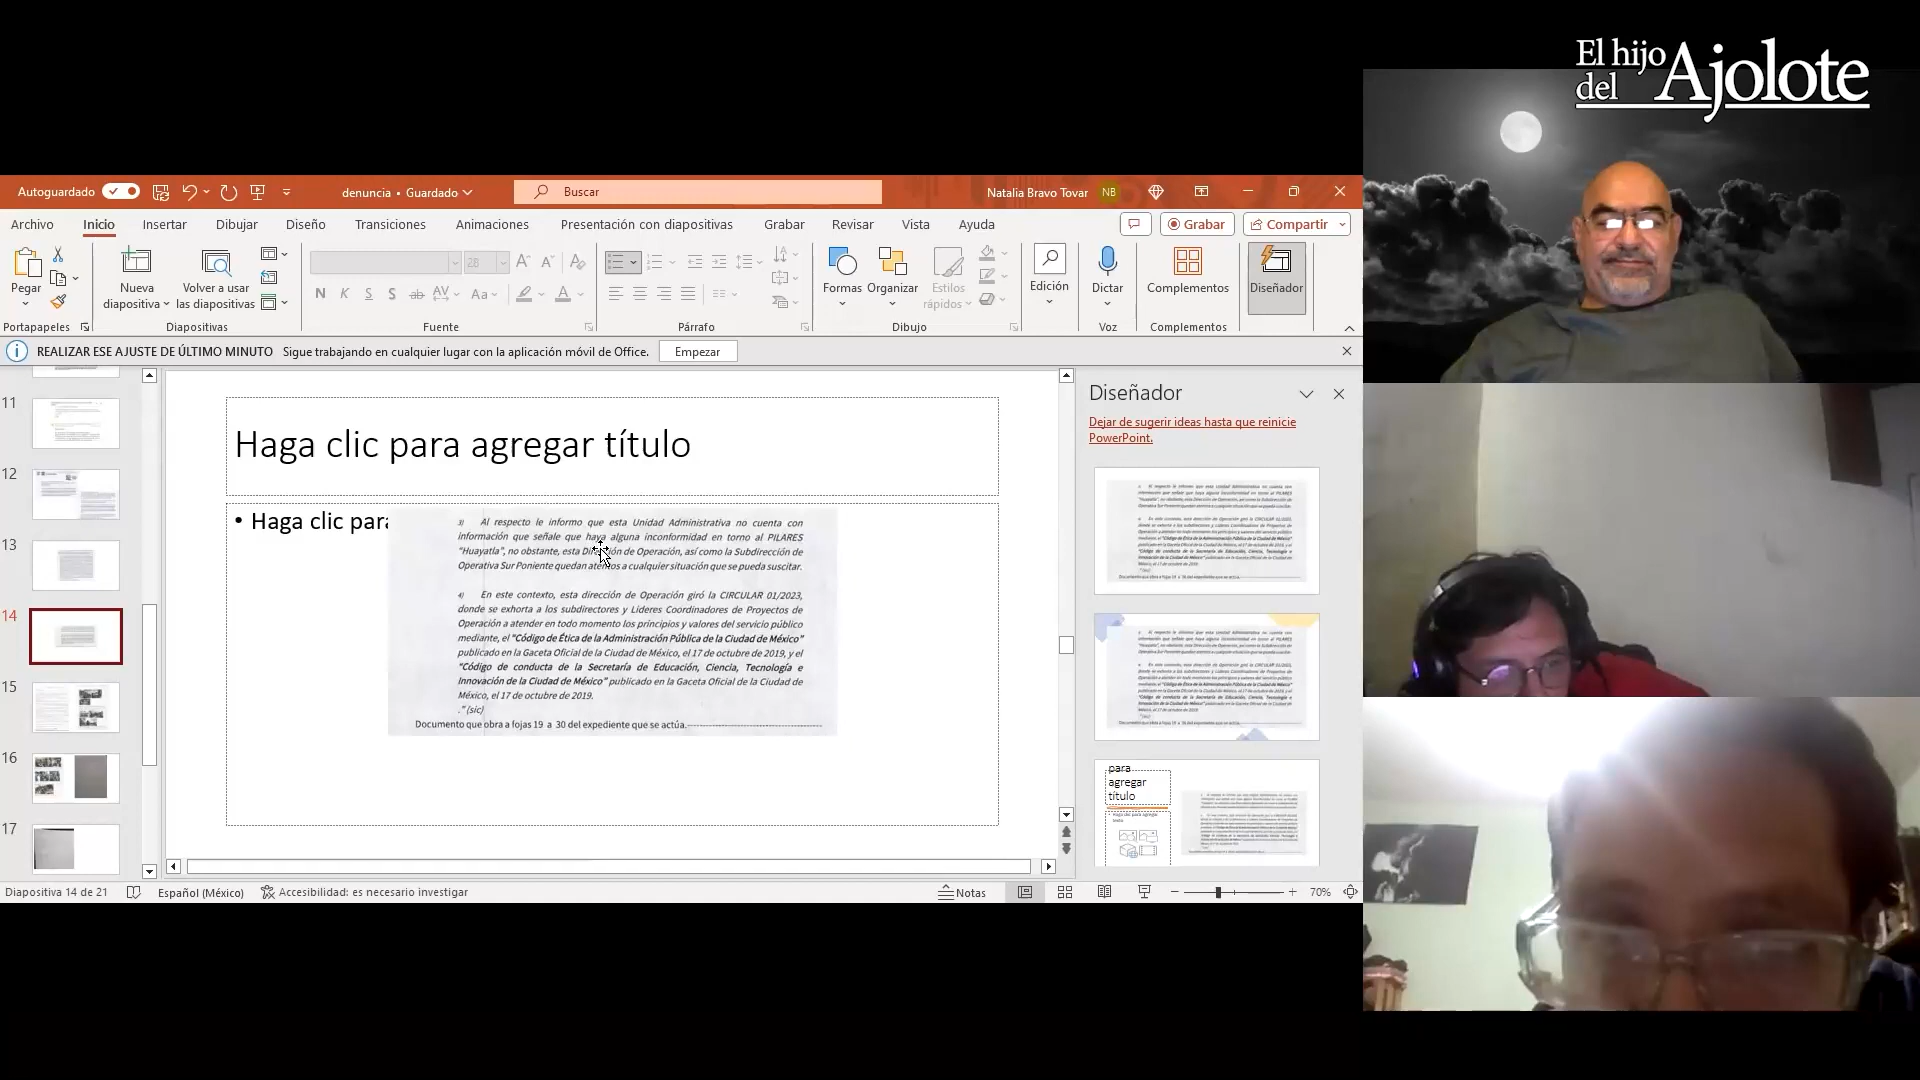 El hijo
del Ajolote
Autoguardado
denuncia • Guardado
Buscar
Natalia Bravo Tovar
NB
Archivo
Inicio
Insertar
Dibujar
Diseño
Transiciones
Animaciones
Presentación con diapositivas
Grabar
Revisar
Vista
Ayuda
Grabar
Compartir
Pegar
Nueva
diapositiva
Volver a usar
las diapositivas
28
N
K
S
S
ab
AV
Aa
A
Formas
Organizar
Estilos
rápidos
Edición
Dictar
Complementos
Diseñador
Portapapeles
Diapositivas
Fuente
Párrafo
Dibujo
Voz
Complementos
REALIZAR ESE AJUSTE DE ÚLTIMO MINUTO
Sigue trabajando en cualquier lugar con la aplicación móvil de Office.
Empezar
11
12
13
14
15
16
17
Haga clic para agregar título
• Haga clic para
3) Al respecto le informo que esta Unidad Administrativa no cuenta con
información que señale que haya alguna inconformidad en torno al PILARES
"Huayatla", no obstante, esta Dirección de Operación, así como la Subdirección de
Operativa Sur Poniente quedan atentos a cualquier situación que se pueda suscitar.
4) En este contexto, esta dirección de Operación giró la CIRCULAR 01/2023,
donde se exhorta a los subdirectores y Lideres Coordinadores de Proyectos de
Operación a atender en todo momento los principios y valores del servicio público
mediante, el "Código de Ética de la Administración Pública de la Ciudad de México"
publicado en la Gaceta Oficial de la Ciudad de México, el 17 de octubre de 2019, y el
"Código de conducta de la Secretaría de Educación, Ciencia, Tecnología e
Innovación de la Ciudad de México" publicado en la Gaceta Oficial de la Ciudad de
México, el 17 de octubre de 2019.
." (sic)
Documento que obra a fojas 19 a 30 del expediente que se actúa.
Diseñador
Dejar de sugerir ideas hasta que reinicie
PowerPoint.
para
agregar
título
Diapositiva 14 de 21
Español (México)
Accesibilidad: es necesario investigar
Notas
70%